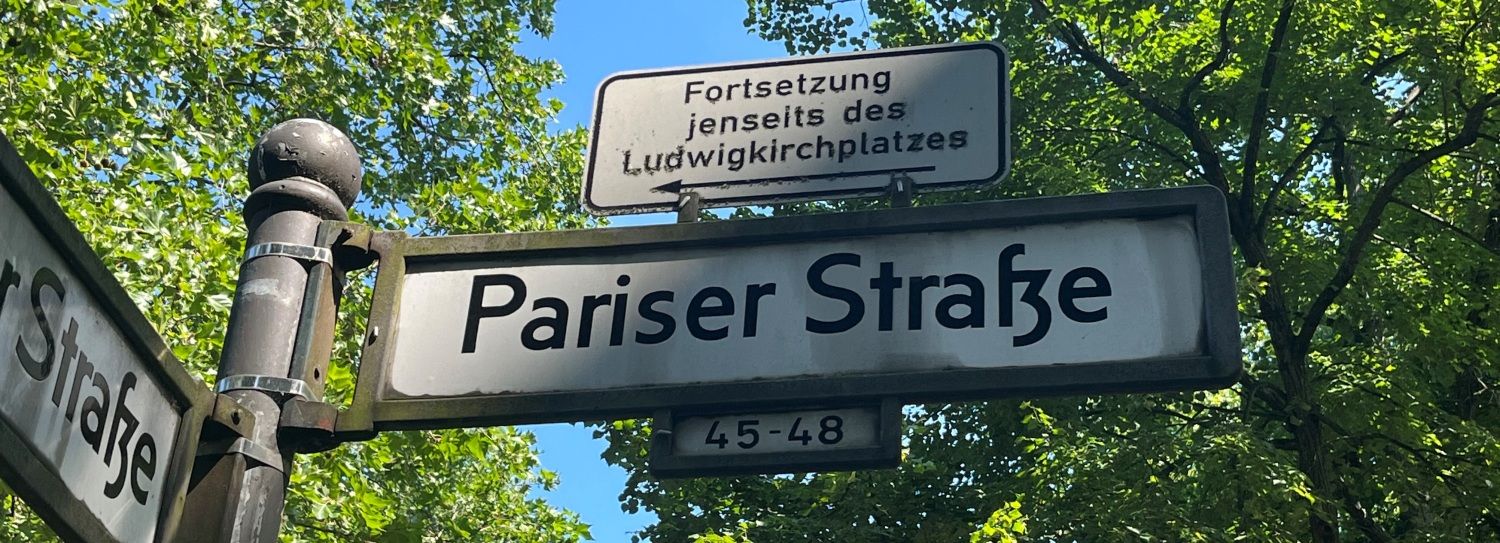 Fortsetzung
jenseits des
Ludwigkirchplatzes
Pariser Straße
45-48
Straße